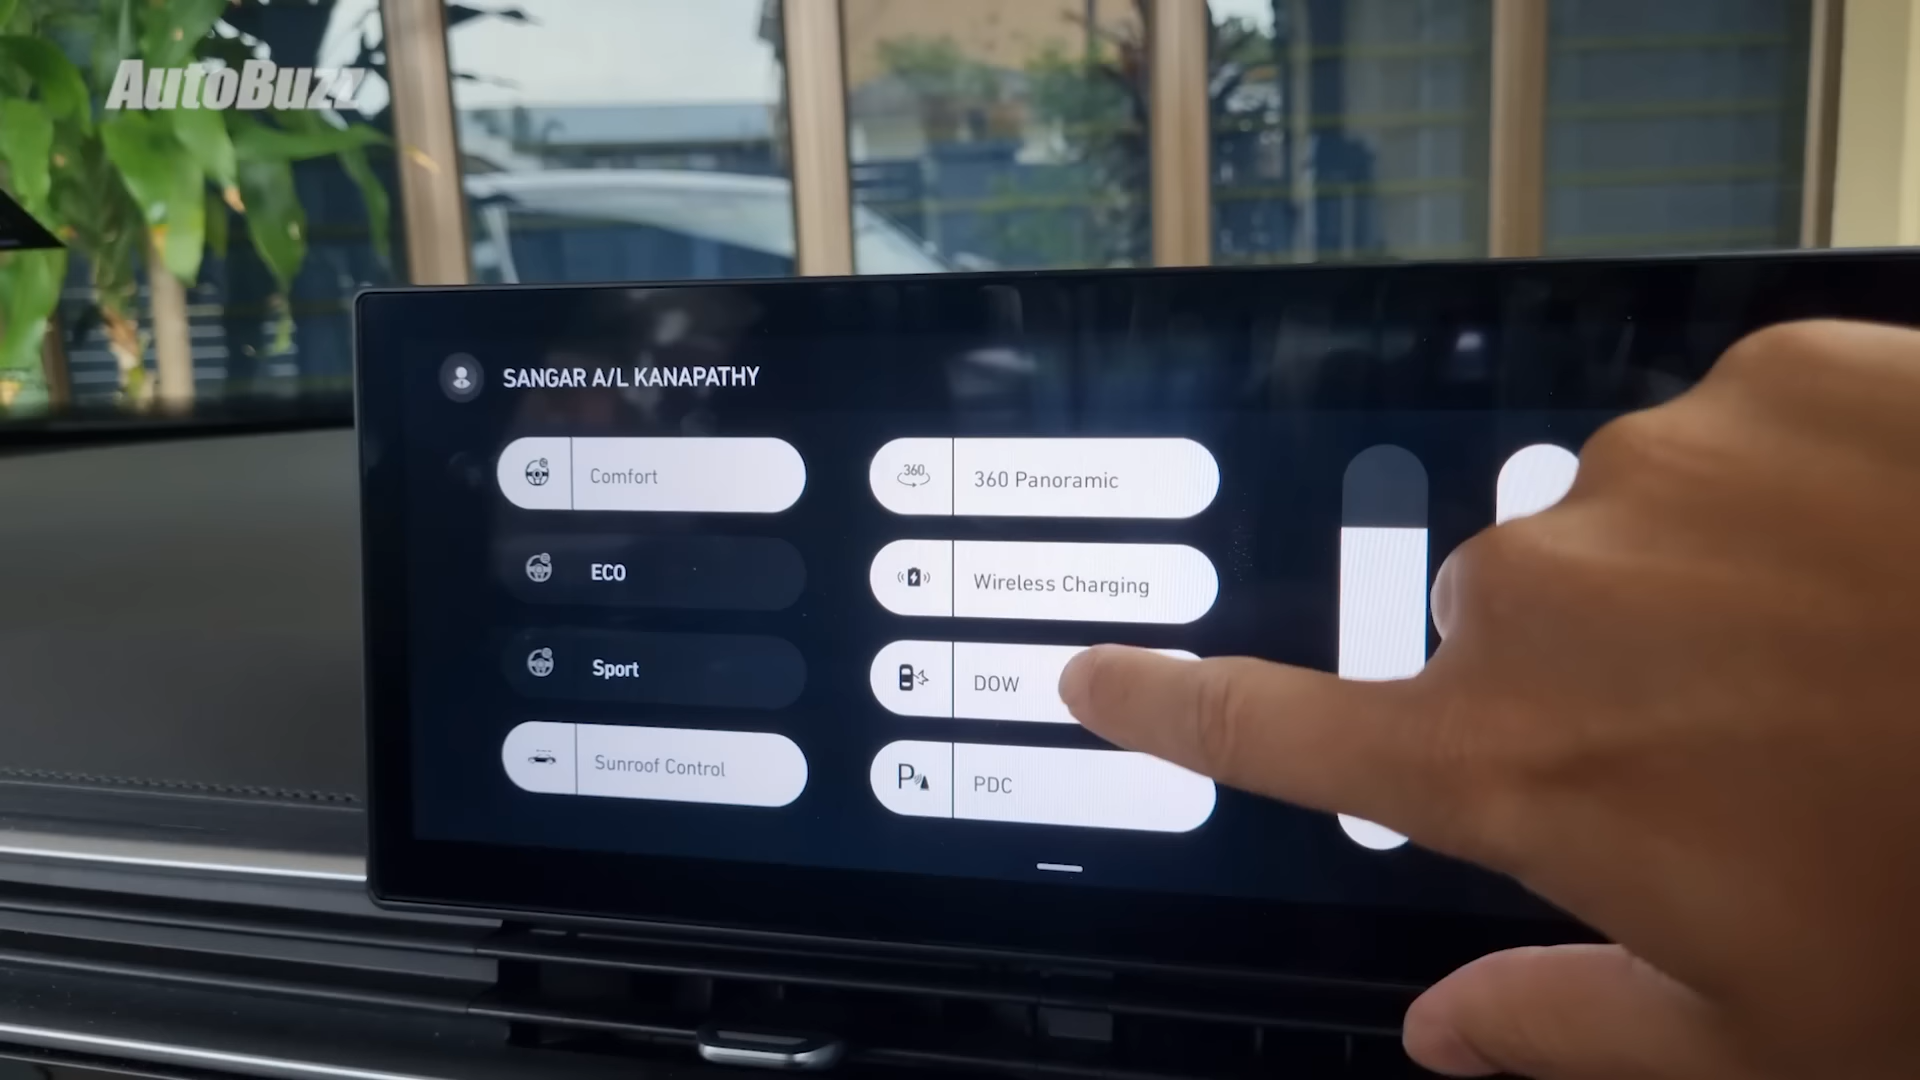 AutoBuzz
SANGAR A/L KANAPATHY
Comfort
ECO
Sport
Sunroof Control
360
360 Panoramic
Wireless Charging
DOW
P
PDC